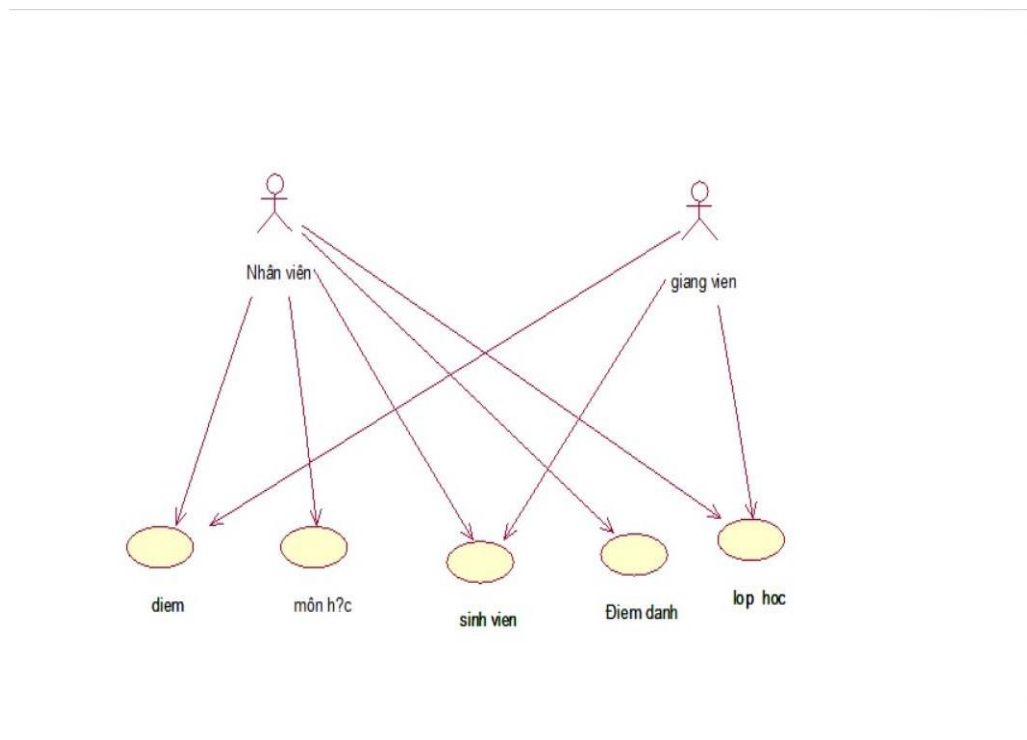 Nhân viên
giang vien
diem
môn h?c
sinh vien
Điem danh
lop hoc